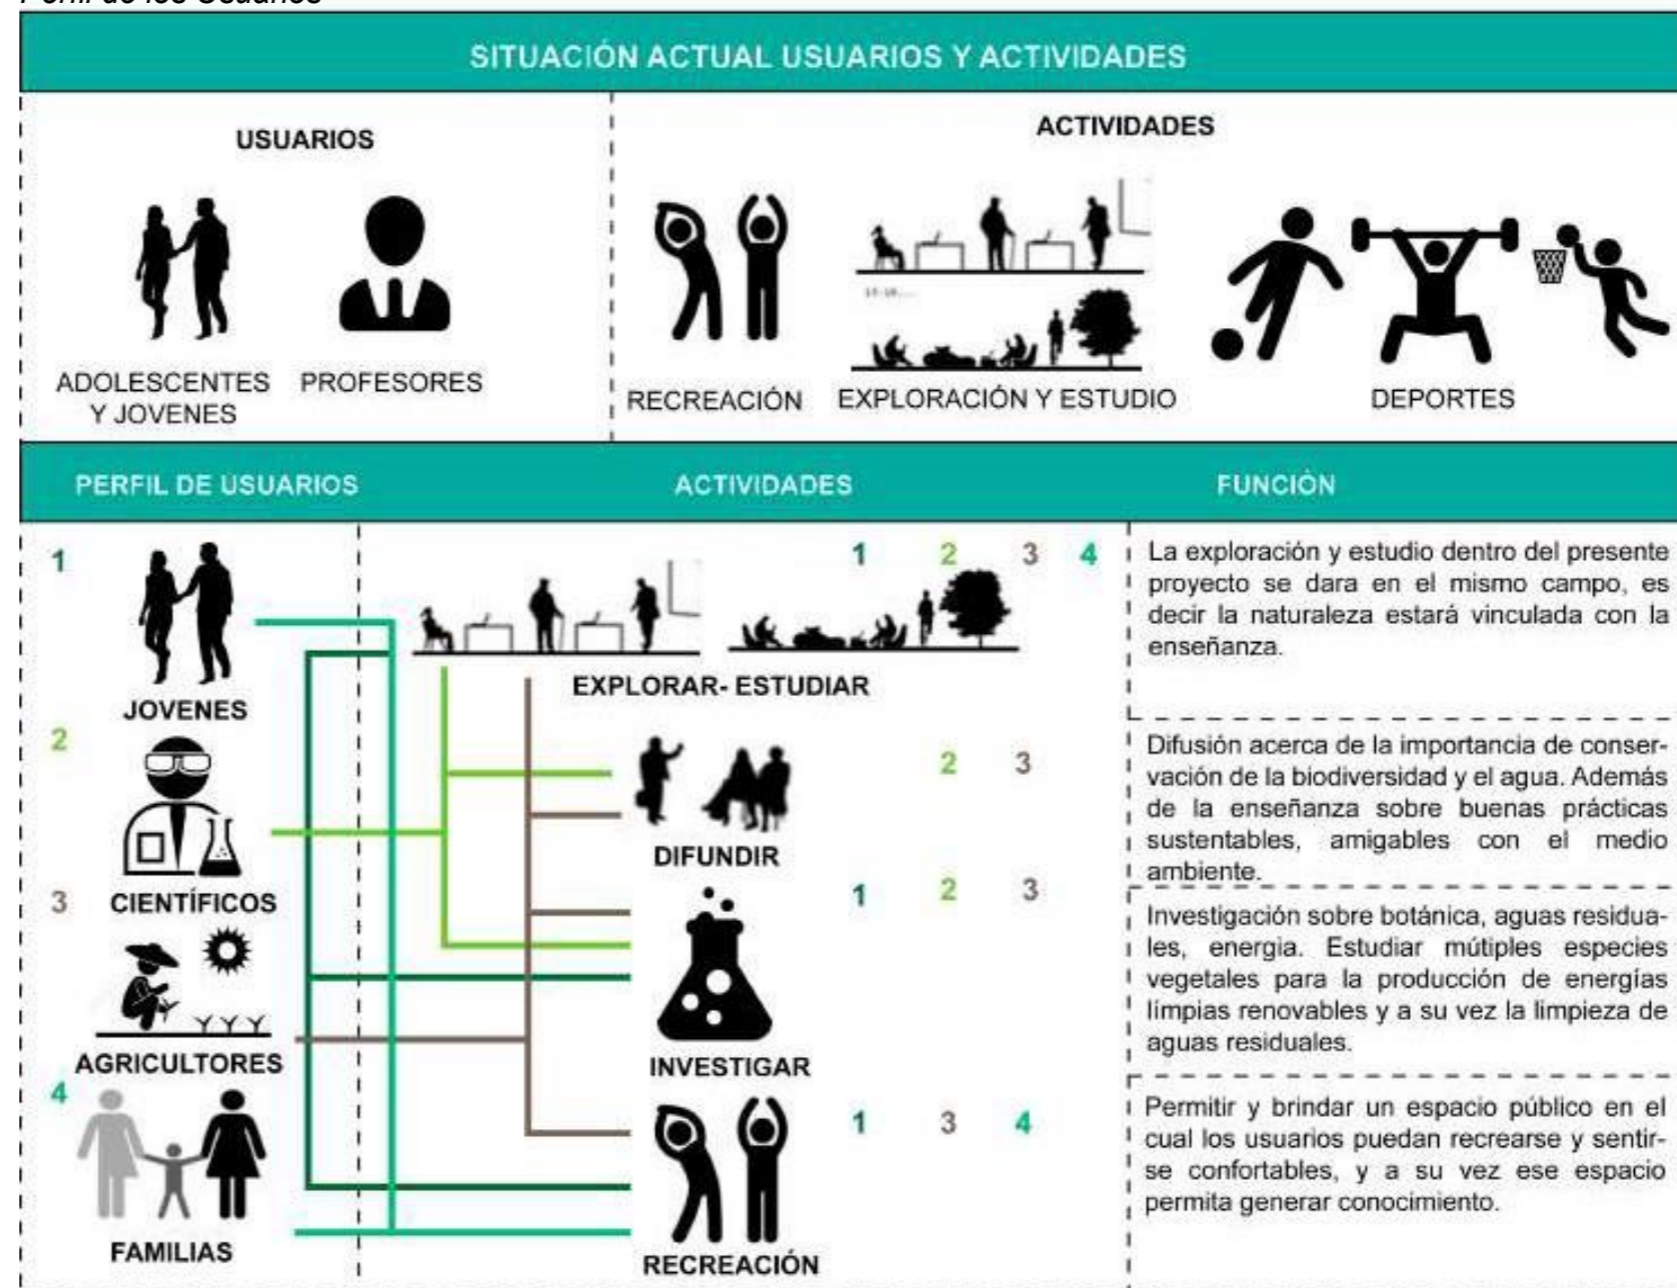 Perfil de los Usuarios
SITUACIÓN ACTUAL USUARIOS Y ACTIVIDADES
USUARIOS
ADOLESCENTES
Y JOVENES
PROFESORES
ACTIVIDADES
RECREACIÓN
EXPLORACIÓN Y ESTUDIO
DEPORTES
PERFIL DE USUARIOS
ACTIVIDADES
FUNCIÓN
1
JOVENES
2
CIENTÍFICOS
3
AGRICULTORES
4
FAMILIAS
1 2 3 4
EXPLORAR- ESTUDIAR
2 3
DIFUNDIR
1 2 3
INVESTIGAR
1 3 4
RECREACIÓN
La exploración y estudio dentro del presente
proyecto se dara en el mismo campo, es
decir la naturaleza estará vinculada con la
enseñanza.
Difusión acerca de la importancia de conser-
vación de la biodiversidad y el agua. Además
de la enseñanza sobre buenas prácticas
sustentables, amigables con el medio
ambiente.
Investigación sobre botánica, aguas residua-
les, energia. Estudiar mútiples especies
vegetales para la producción de energías
límpias renovables y a su vez la limpieza de
aguas residuales.
Permitir y brindar un espacio público en el
cual los usuarios puedan recrearse y sentir-
se confortables, y a su vez ese espacio
permita generar conocimiento.